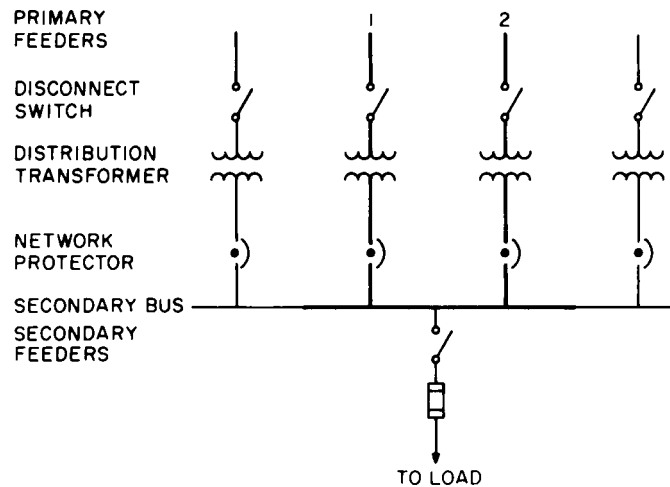 PRIMARY
FEEDERS
1
2
DISCONNECT
SWITCH
DISTRIBUTION
TRANSFORMER
NETWORK
PROTECTOR
SECONDARY BUS
SECONDARY
FEEDERS
TO LOAD